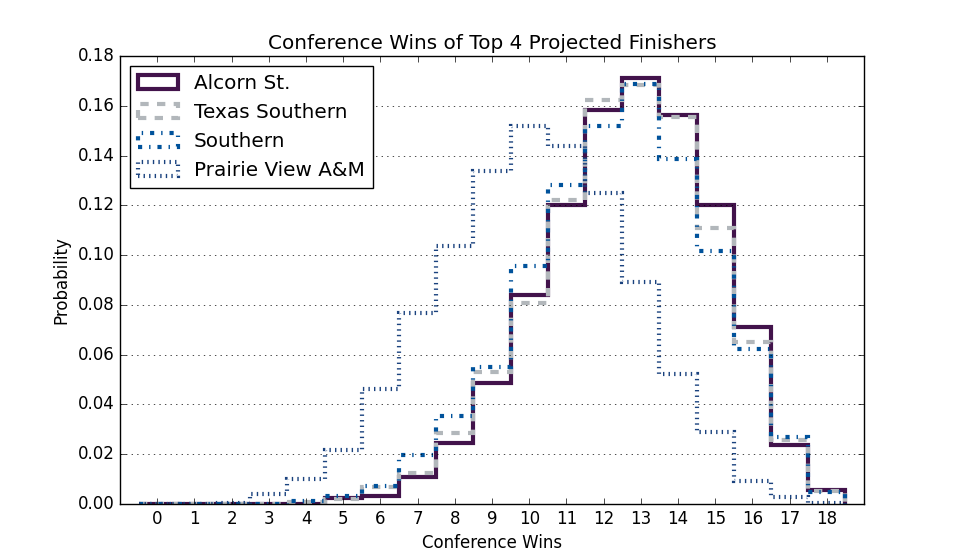 Conference Wins of Top 4 Projected Finishers
0.18
0.16
0.14
0.12
0.10
0.08
0.06
0.04
0.02
0.00
Probability
Alcorn St.
Texas Southern
Southern
Prairie View A&M
0 1 2 3 4 5 6 7 8 9 10 11 12 13 14 15 16 17 18
Conference Wins